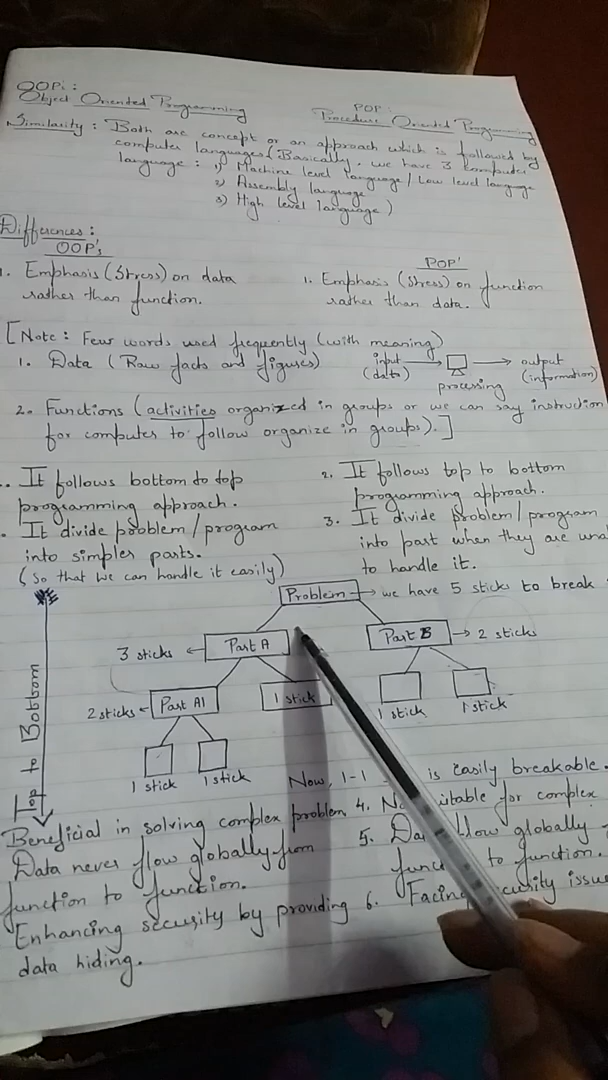 OOPs:
Object Oriented Programming
POP:
Procedure Oriented Programming
Similarity: Both are concept or an approach which is followed by
computer languages (Basically, we have 3 computer
language: 1) Machine level language / Low level language
2) Assembly language
3) High level language)
Differences:
OOP's
POP'
1. Emphasis (Stress) on data
rather than function.
1. Emphasis (Stress) on function
rather than data.
[Note: Few words used frequently (with meaning)
1. Data (Raw facts and figures)
input
(data)
processing
output
(information)
2. Functions (activities organized in groups or we can say instruction
for computer to follow organize in groups).]
It follows bottom to top
programming approach.
2. It follows top to bottom
programming approach.
It divide problem / program
into simpler parts.
(So that we can handle it easily)
3. It divide problem / program
into part when they are
to handle it.
Problem → we have 5 sticks to break
3 sticks ← Part A
Part B → 2 sticks
2 sticks ← Part A1
1 stick
1 stick
1 stick
1 stick
1 stick
Top to Bottom
Now, 1-1 is easily breakable.
Beneficial in solving complex problem
4. suitable for complex
Data never flow globally from
function to function.
5. flow globally
to function.
Enhancing security by providing
data hiding.
6. Facing issue